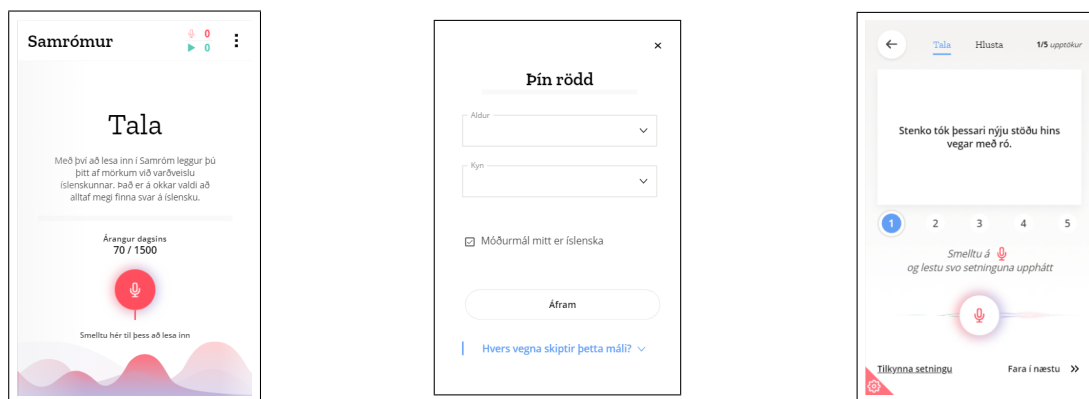 Samrómur
0
0
Tala
Með því að lesa inn í Samróm leggur þú
þitt af mörkum við varðveislu
íslenskunnar. Það er á okkar valdi að
alltaf megi finna svar á íslensku.
Árangur dagsins
70 / 1500
Smelltu hér til þess að lesa inn
×
Þín rödd
Aldur
Kyn
Móðurmál mitt er íslenska
Áfram
Hvers vegna skiptir þetta máli?
Tala Hlusta 1/5 upptökur
Stenko tók þessari nýju stöðu hins
vegar með ró.
1 2 3 4 5
Smelltu á
og lestu svo setninguna upphátt
Tilkynna setningu Fara í næstu